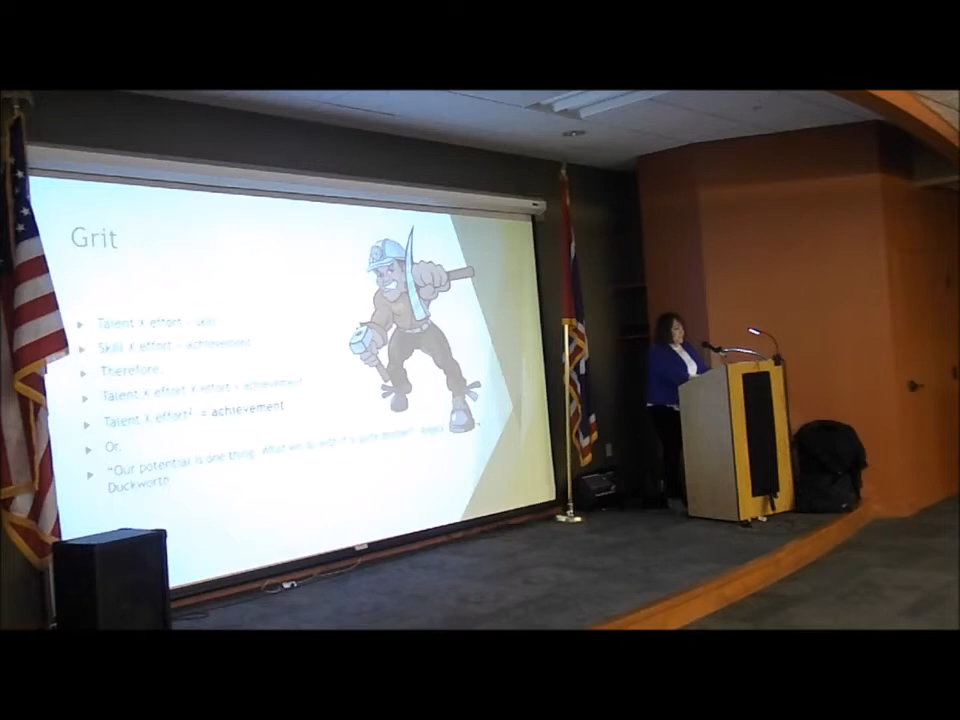 Grit
Talent X effort = skill
Skill X effort = achievement
Therefore,
Talent X effort X effort = achievement
Talent X effort² = achievement
Or,
"Our potential is one thing. What we do with it is quite different" - Angela
Duckworth